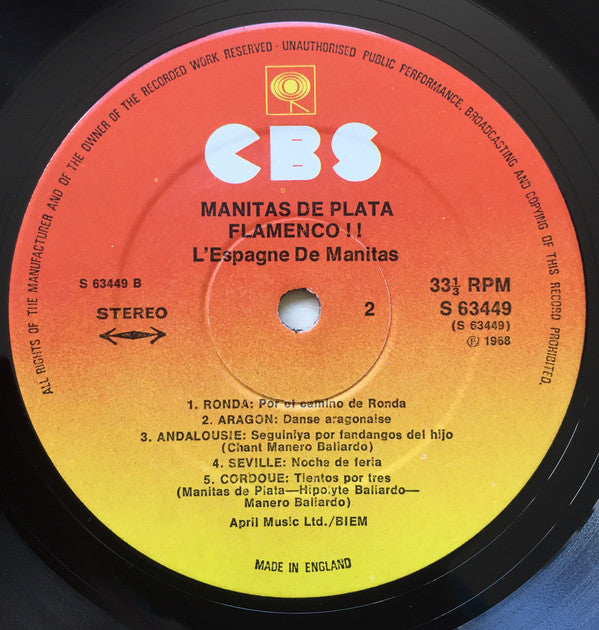 ALL RIGHTS OF THE MANUFACTURER AND OF THE OWNER OF THE RECORDED WORK RESERVED · UNAUTHORISED PUBLIC PERFORMANCE, BROADCASTING AND COPYING OF THIS RECORD PROHIBITED.
CBS
MANITAS DE PLATA
FLAMENCO ! !
L'Espagne De Manitas
S 63449 B
STEREO
2
33⅓ RPM
S 63449
(S 63449)
℗ 1968
1. RONDA: Por el camino de Ronda
2. ARAGON: Danse aragonaise
3. ANDALOUSIE: Seguiniya por fandangos del hijo
(Chant Manero Baliardo)
4. SEVILLE: Noche de feria
5. CORDOUE: Tientos por tres
(Manitas de Plata—Hipo.yte Baliardo—
Manero Baliardo)
April Music Ltd./BIEM
MADE IN ENGLAND